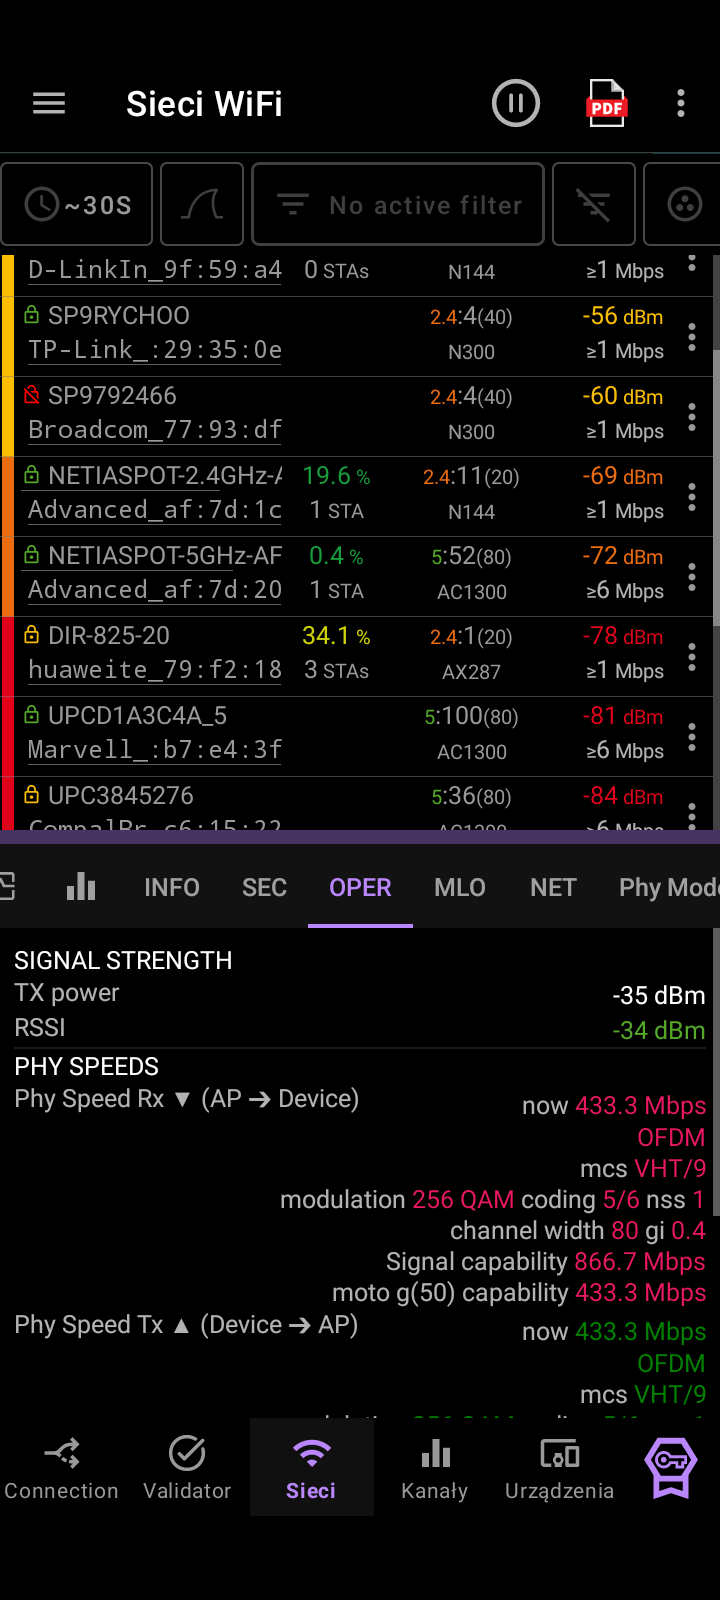 Sieci WiFi
PDF
~30S
No active filter
D-LinkIn_9f:59:a4 0 STAs N144 ≥1 Mbps
SP9RYCHOO 2.4:4(40) -56 dBm
TP-Link_:29:35:0e N300 ≥1 Mbps
SP9792466 2.4:4(40) -60 dBm
Broadcom_77:93:df N300 ≥1 Mbps
NETIASPOT-2.4GHz-A 19.6 % 2.4:11(20) -69 dBm
Advanced_af:7d:1c 1 STA N144 ≥1 Mbps
NETIASPOT-5GHz-AF 0.4 % 5:52(80) -72 dBm
Advanced_af:7d:20 1 STA AC1300 ≥6 Mbps
DIR-825-20 34.1 % 2.4:1(20) -78 dBm
huaweite_79:f2:18 3 STAs AX287 ≥1 Mbps
UPCD1A3C4A_5 5:100(80) -81 dBm
Marvell_:b7:e4:3f AC1300 ≥6 Mbps
UPC3845276 5:36(80) -84 dBm
CompalBr_c6:15:22 AC1300 ≥6 Mbps
INFO SEC OPER MLO NET Phy Mode
SIGNAL STRENGTH
TX power -35 dBm
RSSI -34 dBm
PHY SPEEDS
Phy Speed Rx ▼ (AP ➔ Device) now 433.3 Mbps
OFDM
mcs VHT/9
modulation 256 QAM coding 5/6 nss 1
channel width 80 gi 0.4
Signal capability 866.7 Mbps
moto g(50) capability 433.3 Mbps
Phy Speed Tx ▲ (Device ➔ AP) now 433.3 Mbps
OFDM
mcs VHT/9
Connection Validator Sieci Kanały Urządzenia